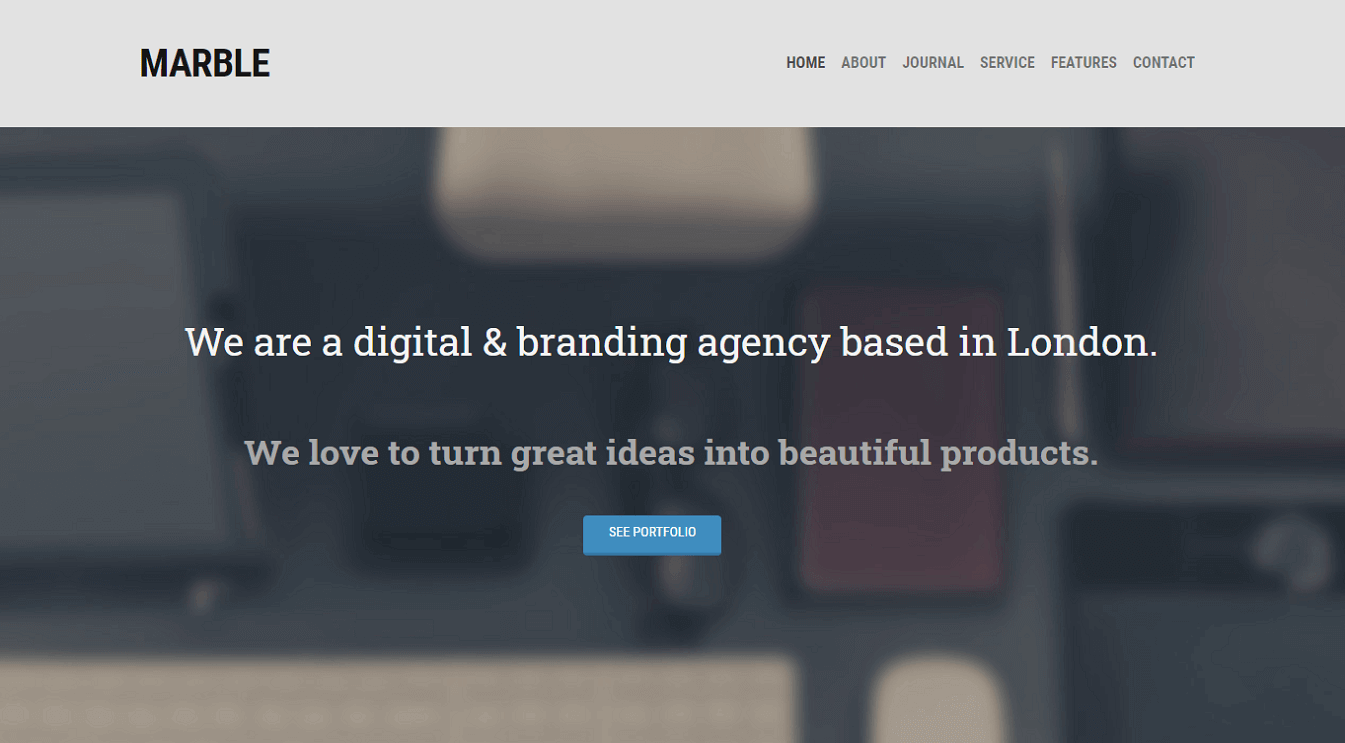 MARBLE
HOME ABOUT JOURNAL SERVICE FEATURES CONTACT
We are a digital & branding agency based in London.
We love to turn great ideas into beautiful products.
SEE PORTFOLIO